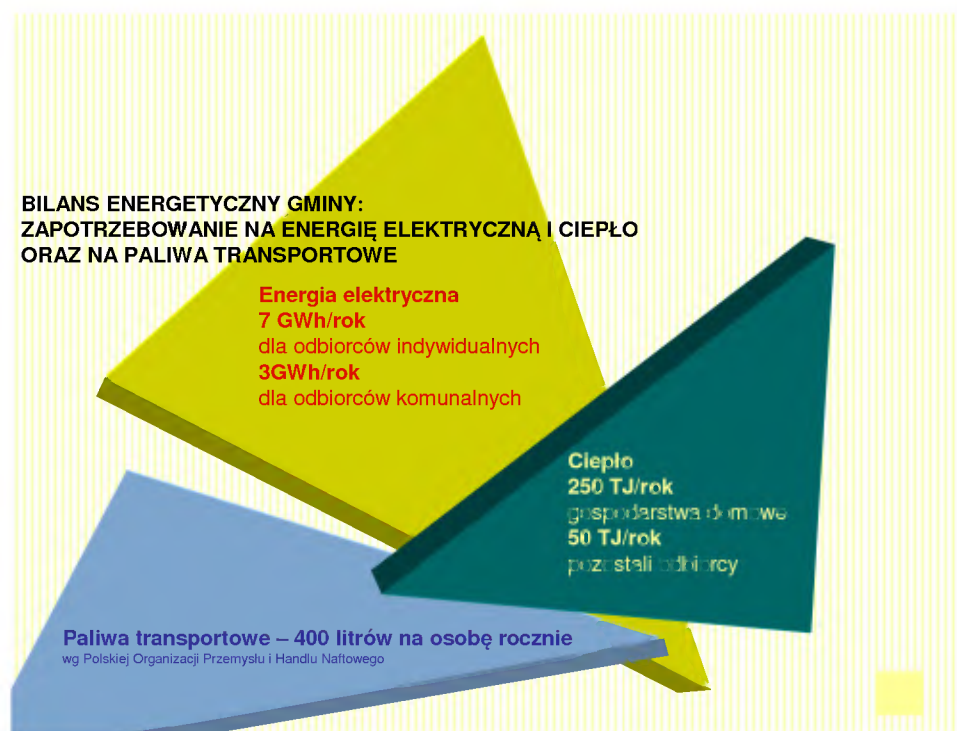 BILANS ENERGETYCZNY GMINY:
ZAPOTRZEBOWANIE NA ENERGIĘ ELEKTRYCZNĄ I CIEPŁO
ORAZ NA PALIWA TRANSPORTOWE
Energia elektryczna
7 GWh/rok
dla odbiorców indywidualnych
3GWh/rok
dla odbiorców komunalnych
Ciepło
250 TJ/rok
gospodarstwa domowe
50 TJ/rok
pozostali odbiorcy
Paliwa transportowe – 400 litrów na osobę rocznie
wg Polskiej Organizacji Przemysłu i Handlu Naftowego